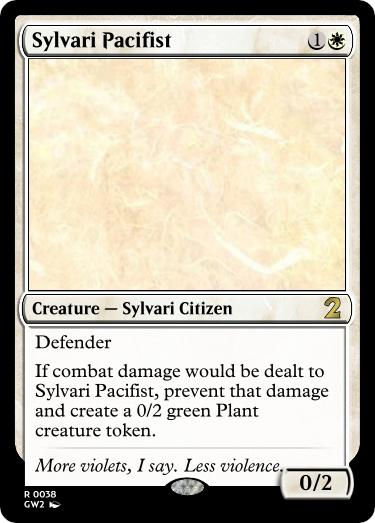 Sylvari Pacifist 1
Creature — Sylvari Citizen 2
Defender
If combat damage would be dealt to
Sylvari Pacifist, prevent that damage
and create a 0/2 green Plant
creature token.
More violets, I say. Less violence.
0/2
R 0038
GW2